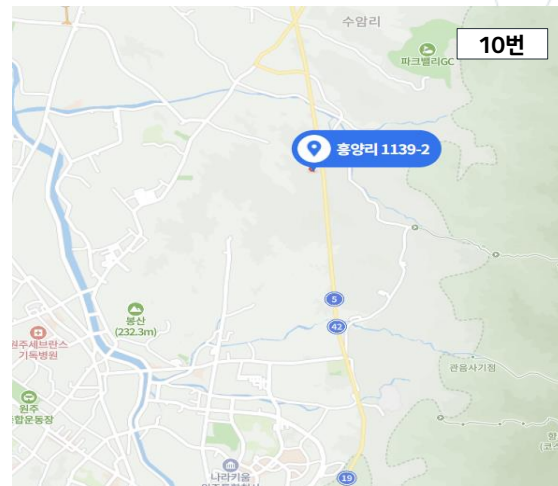 수암리
10번
파크밸리GC
흥양리 1139-2
5
42
봉산
(232.3m)
원주세브란스
기독병원
관음사기점
원주
합운동장
나라키움
19